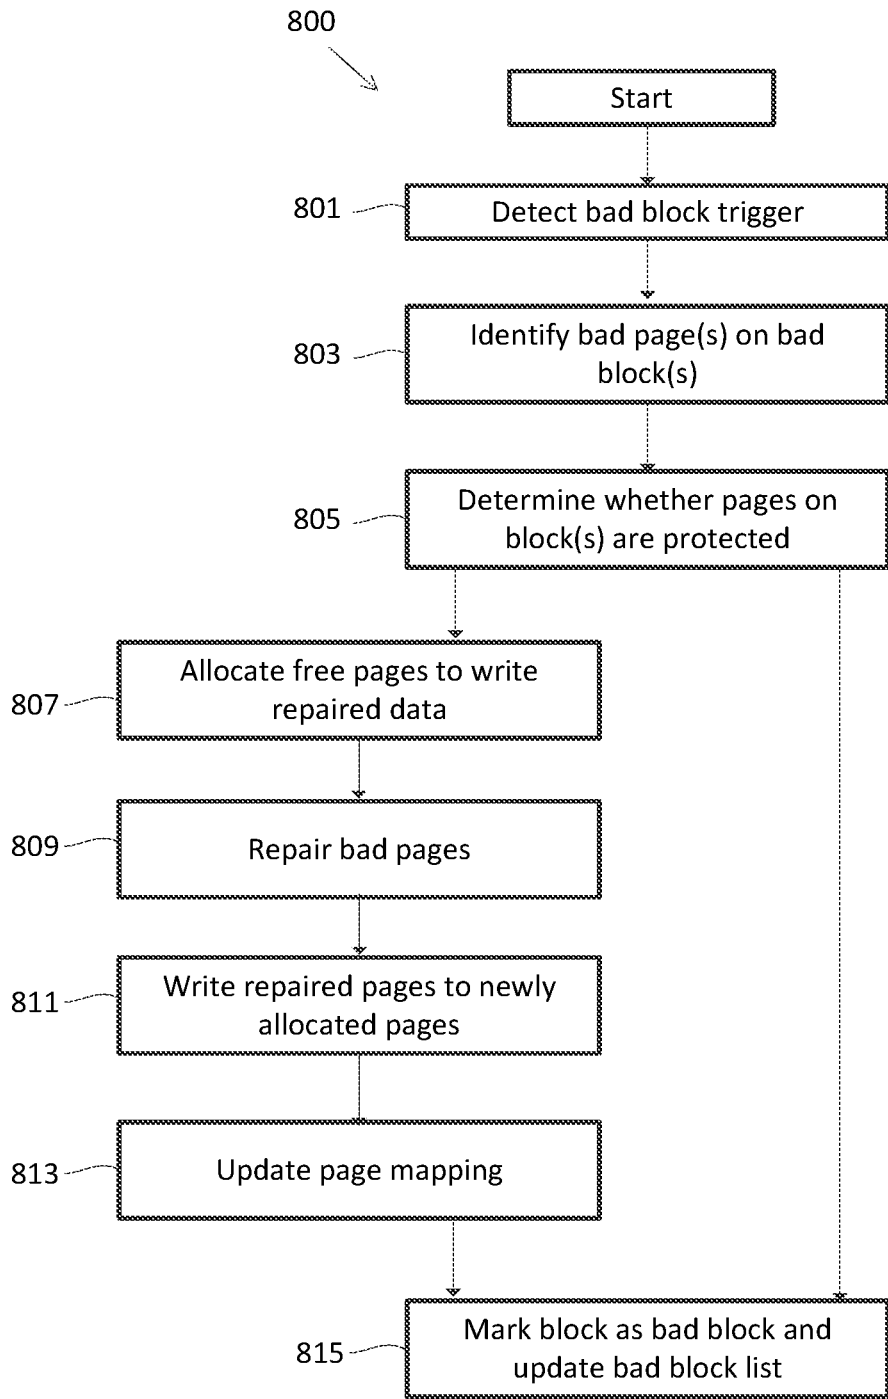 800
Start
801
Detect bad block trigger
803
Identify bad page(s) on bad
block(s)
805
Determine whether pages on
block(s) are protected
807
Allocate free pages to write
repaired data
809
Repair bad pages
811
Write repaired pages to newly
allocated pages
813
Update page mapping
815
Mark block as bad block and
update bad block list